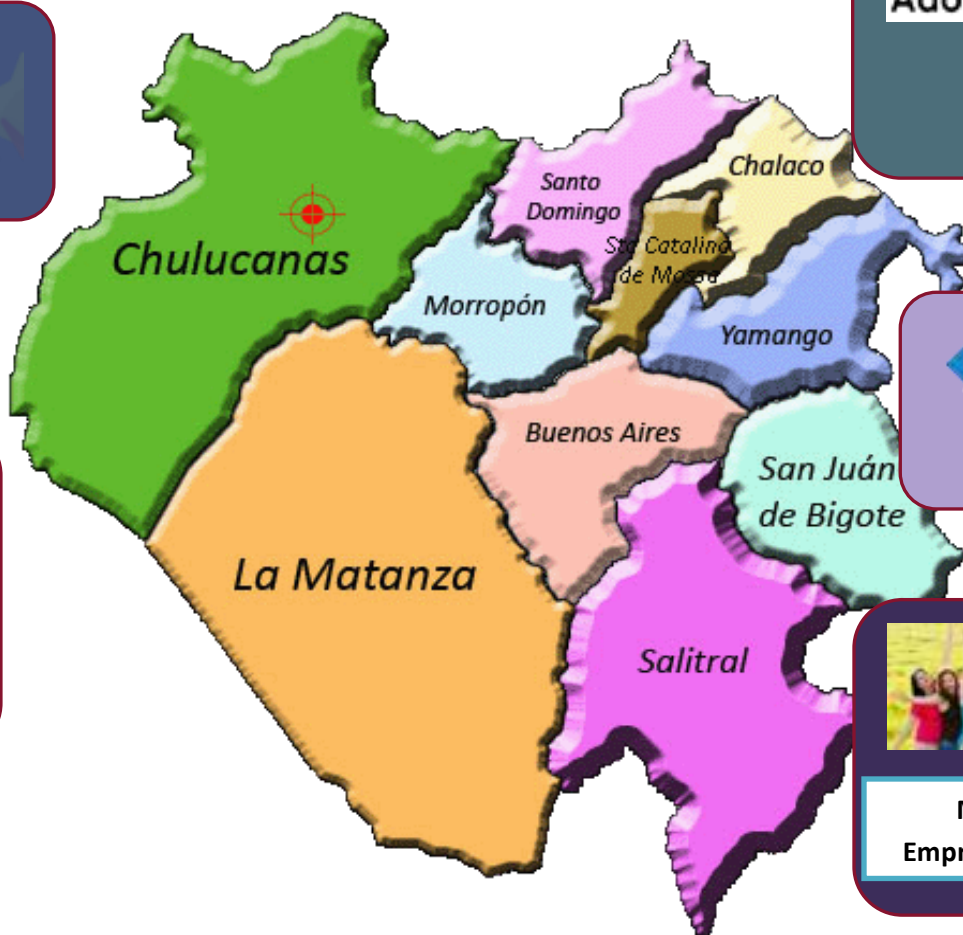 Chulucanas
Santo
Domingo
Chalaco
Sta Catalina
de Mossa
Morropón
Yamango
Buenos Aires
San Juán
de Bigote
La Matanza
Salitral
Empr